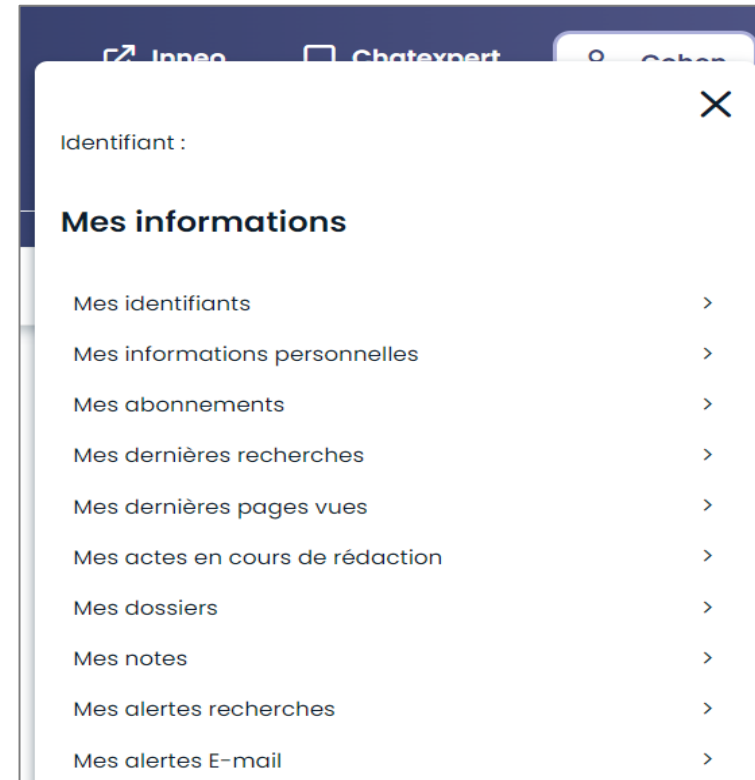 Inneo Chatexpert Cohen
Identifiant :
Mes informations
Mes identifiants
Mes informations personnelles
Mes abonnements
Mes dernières recherches
Mes dernières pages vues
Mes actes en cours de rédaction
Mes dossiers
Mes notes
Mes alertes recherches
Mes alertes E-mail